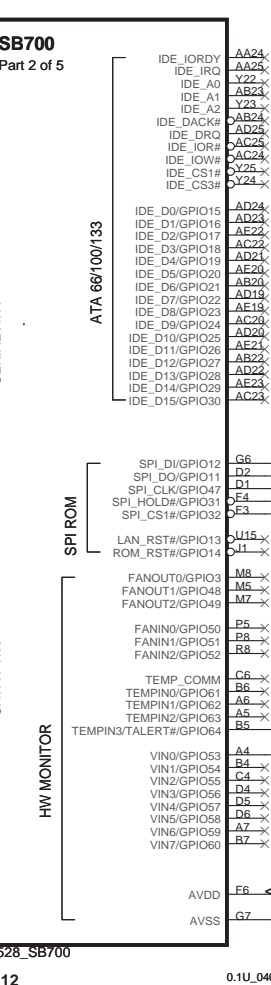 SB700
Part 2 of 5
ATA 66/100/133
IDE_IORDY AA24
IDE_IRQ AA25
IDE_A0 Y22
IDE_A1 AB23
IDE_A2 Y23
IDE_DACK# AB24
IDE_DRQ AD25
IDE_IOR# AC25
IDE_IOW# AC24
IDE_CS1# Y25
IDE_CS3# Y24
IDE_D0/GPIO15 AD24
IDE_D1/GPIO16 AD23
IDE_D2/GPIO17 AE22
IDE_D3/GPIO18 AC22
IDE_D4/GPIO19 AD21
IDE_D5/GPIO20 AE20
IDE_D6/GPIO21 AB20
IDE_D7/GPIO22 AD19
IDE_D8/GPIO23 AE19
IDE_D9/GPIO24 AC20
IDE_D10/GPIO25 AD20
IDE_D11/GPIO26 AE21
IDE_D12/GPIO27 AB22
IDE_D13/GPIO28 AD22
IDE_D14/GPIO29 AE23
IDE_D15/GPIO30 AC23
SPI ROM
SPI_DI/GPIO12 G6
SPI_DO/GPIO11 D2
SPI_CLK/GPIO47 D1
SPI_HOLD#/GPIO31 F4
SPI_CS1#/GPIO32 F3
LAN_RST#/GPIO13 U15
ROM_RST#/GPIO14 J1
HW MONITOR
FANOUT0/GPIO3 M8
FANOUT1/GPIO48 M5
FANOUT2/GPIO49 M7
FANIN0/GPIO50 P5
FANIN1/GPIO51 P8
FANIN2/GPIO52 R8
TEMP_COMM C6
TEMPIN0/GPIO61 B6
TEMPIN1/GPIO62 A6
TEMPIN2/GPIO63 A5
TEMPIN3/TALERT#/GPIO64 B5
VIN0/GPIO53 A4
VIN1/GPIO54 B4
VIN2/GPIO55 C4
VIN3/GPIO56 D4
VIN4/GPIO57 D5
VIN5/GPIO58 D6
VIN6/GPIO59 A7
VIN7/GPIO60 B7
AVDD F6
AVSS G7
528_SB700
12
0.1U_040